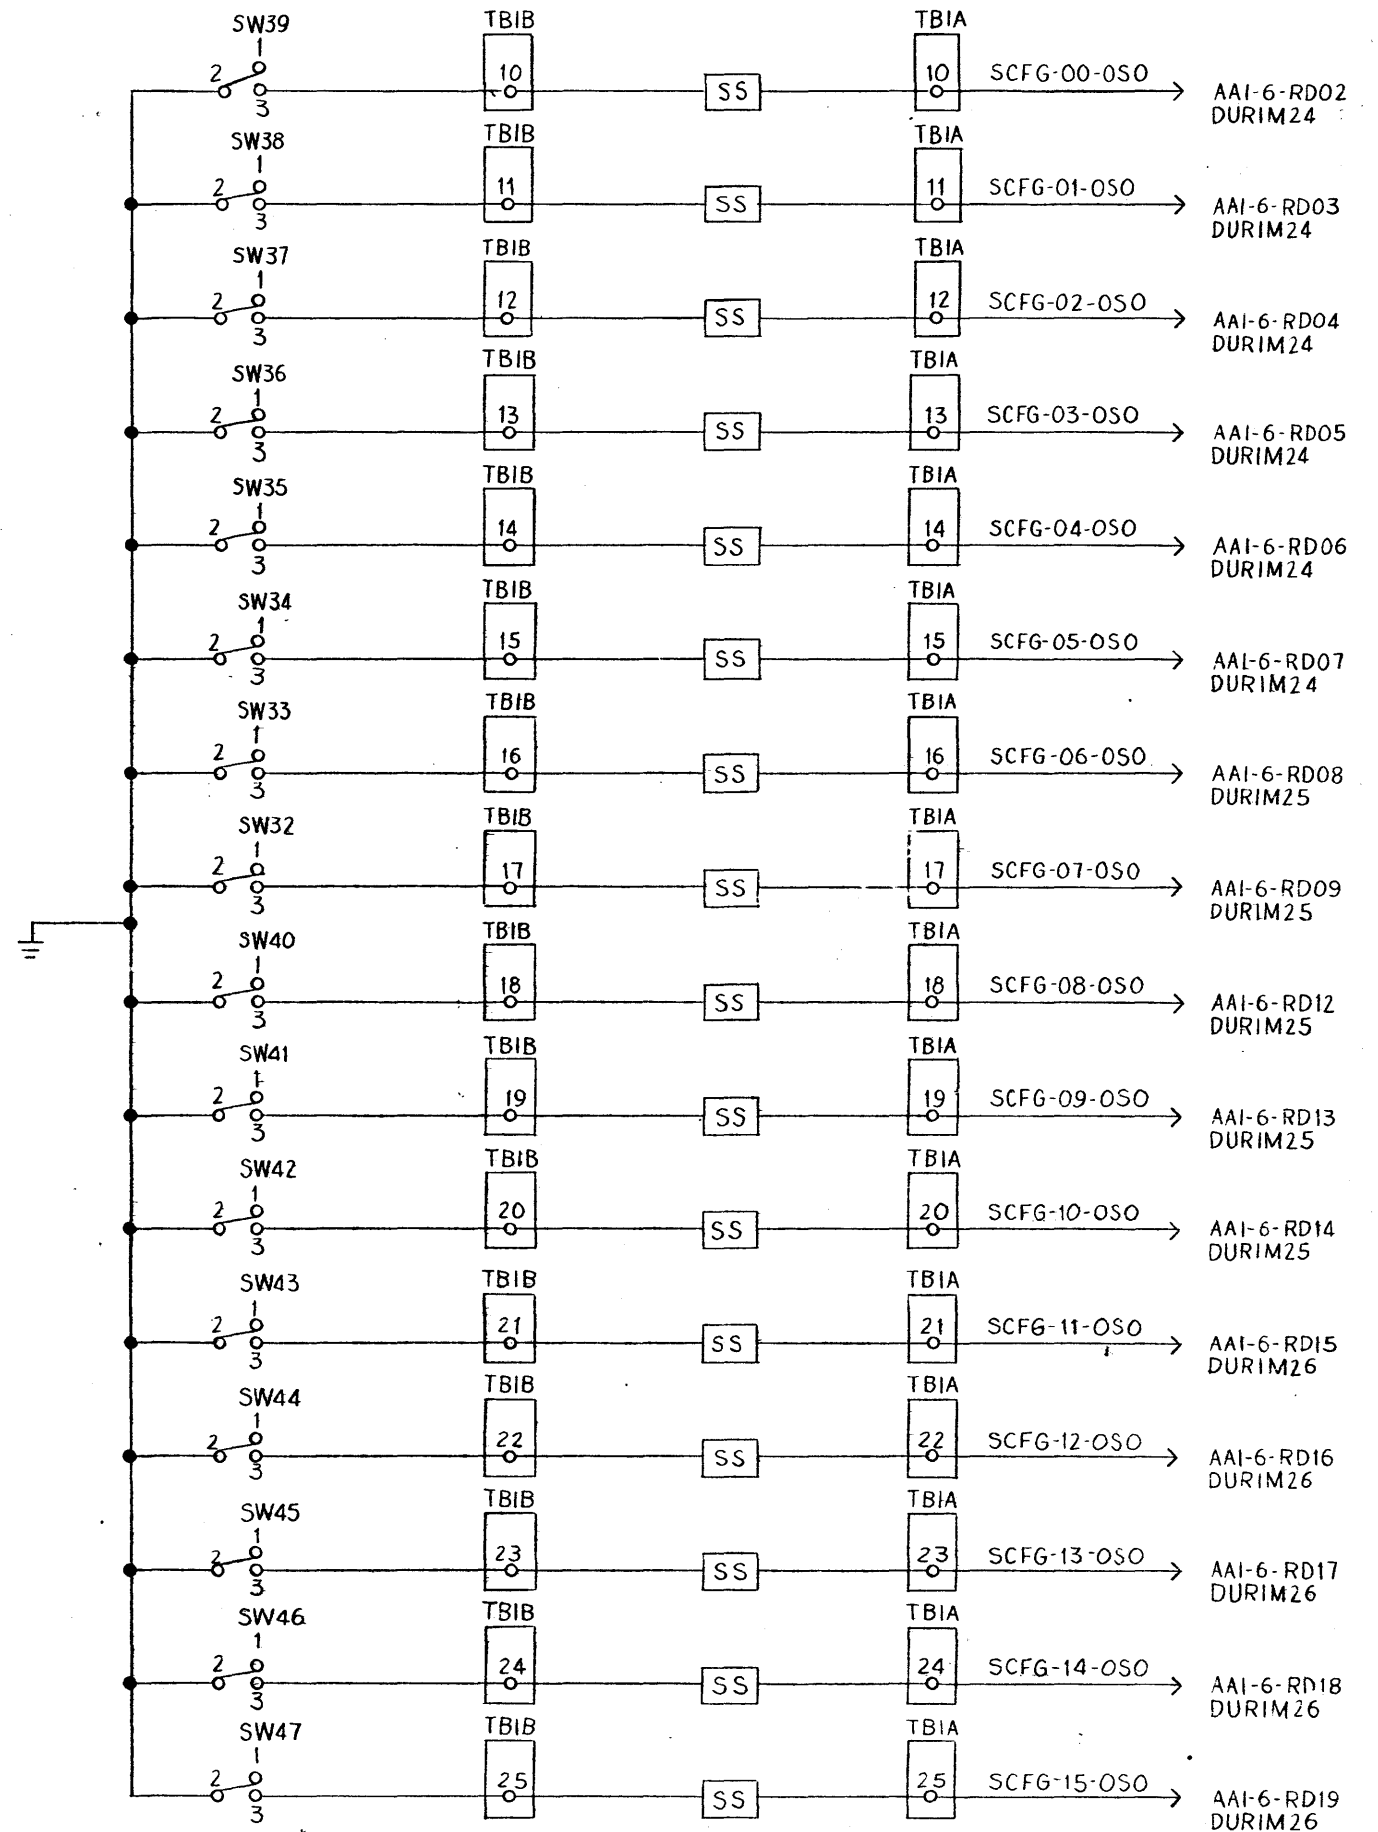 SW39 TB1B TB1A
1
2 10 SS 10 SCFG-00-0S0 AA1-6-RD02
3 DURIM24
SW38 TB1B TB1A
1
2 11 SS 11 SCFG-01-0S0 AA1-6-RD03
3 DURIM24
SW37 TB1B TB1A
1
2 12 SS 12 SCFG-02-0S0 AA1-6-RD04
3 DURIM24
SW36 TB1B TB1A
1
2 13 SS 13 SCFG-03-0S0 AA1-6-RD05
3 DURIM24
SW35 TB1B TB1A
1
2 14 SS 14 SCFG-04-0S0 AA1-6-RD06
3 DURIM24
SW34 TB1B TB1A
1
2 15 SS 15 SCFG-05-0S0 AA1-6-RD07
3 DURIM24
SW33 TB1B TB1A
1
2 16 SS 16 SCFG-06-0S0 AA1-6-RD08
3 DURIM25
SW32 TB1B TB1A
1
2 17 SS 17 SCFG-07-0S0 AA1-6-RD09
3 DURIM25
SW40 TB1B TB1A
1
2 18 SS 18 SCFG-08-0S0 AA1-6-RD12
3 DURIM25
SW41 TB1B TB1A
1
2 19 SS 19 SCFG-09-0S0 AA1-6-RD13
3 DURIM25
SW42 TB1B TB1A
1
2 20 SS 20 SCFG-10-0S0 AA1-6-RD14
3 DURIM25
SW43 TB1B TB1A
1
2 21 SS 21 SCFG-11-0S0 AA1-6-RD15
3 DURIM26
SW44 TB1B TB1A
1
2 22 SS 22 SCFG-12-0S0 AA1-6-RD16
3 DURIM26
SW45 TB1B TB1A
1
2 23 SS 23 SCFG-13-0S0 AA1-6-RD17
3 DURIM26
SW46 TB1B TB1A
1
2 24 SS 24 SCFG-14-0S0 AA1-6-RD18
3 DURIM26
SW47 TB1B TB1A
1
2 25 SS 25 SCFG-15-0S0 AA1-6-RD19
3 DURIM26